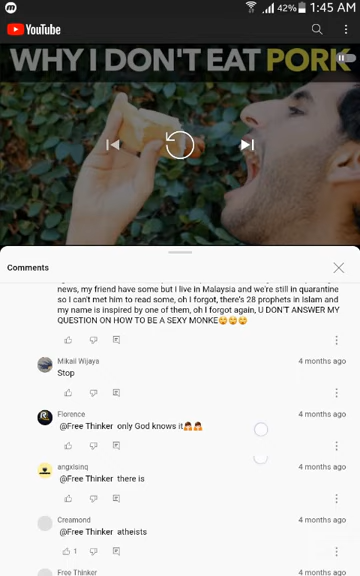 42% 1:45 AM
YouTube
WHY I DON'T EAT PORK
Comments
news, my friend have some but I live in Malaysia and we're still in quarantine
so I can't met him to read some, oh I forgot, there's 28 prophets in Islam and
my name is inspired by one of them, oh I forgot again, U DON'T ANSWER MY
QUESTION ON HOW TO BE A SEXY MONKE😳😳😳
Mikail Wijaya 4 months ago
Stop
Florence 4 months ago
@Free Thinker only God knows it🙈🙈
angxlsinq 4 months ago
@Free Thinker there is
Creamond 4 months ago
@Free Thinker atheists
1
Free Thinker 4 months ago